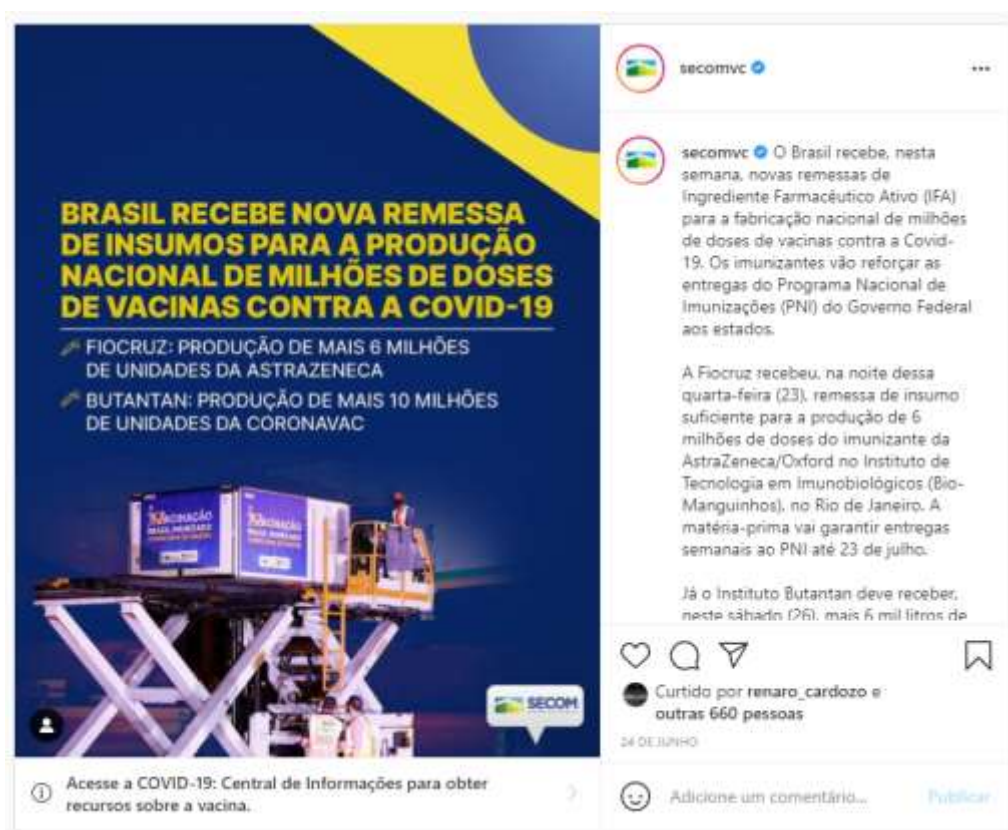 BRASIL RECEBE NOVA REMESSA
DE INSUMOS PARA A PRODUÇÃO
NACIONAL DE MILHÕES DE DOSES
DE VACINAS CONTRA A COVID-19
FIOCRUZ: PRODUÇÃO DE MAIS 6 MILHÕES
DE UNIDADES DA ASTRAZENECA
BUTANTAN: PRODUÇÃO DE MAIS 10 MILHÕES
DE UNIDADES DA CORONAVAC
VACINAÇÃO
BRASIL IMUNIZADO
VACINAÇÃO
BRASIL IMUNIZADO
SECOM
Acesse a COVID-19: Central de Informações para obter
recursos sobre a vacina.
secomvc
secomvc O Brasil recebe, nesta
semana, novas remessas de
Ingrediente Farmacêutico Ativo (IFA)
para a fabricação nacional de milhões
de doses de vacinas contra a Covid-
19. Os imunizantes vão reforçar as
entregas do Programa Nacional de
Imunizações (PNI) do Governo Federal
aos estados.
A Fiocruz recebeu, na noite dessa
quarta-feira (23), remessa de insumo
suficiente para a produção de 6
milhões de doses do imunizante da
AstraZeneca/Oxford no Instituto de
Tecnologia em Imunobiológicos (Bio-
Manguinhos), no Rio de Janeiro. A
matéria-prima vai garantir entregas
semanais ao PNI até 23 de julho.
Já o Instituto Butantan deve receber,
neste sábado (26), mais 6 mil litros de
Curtido por renaro_cardozo e
outras 660 pessoas
24 DE JUNHO
Adicione um comentário...
Publicar